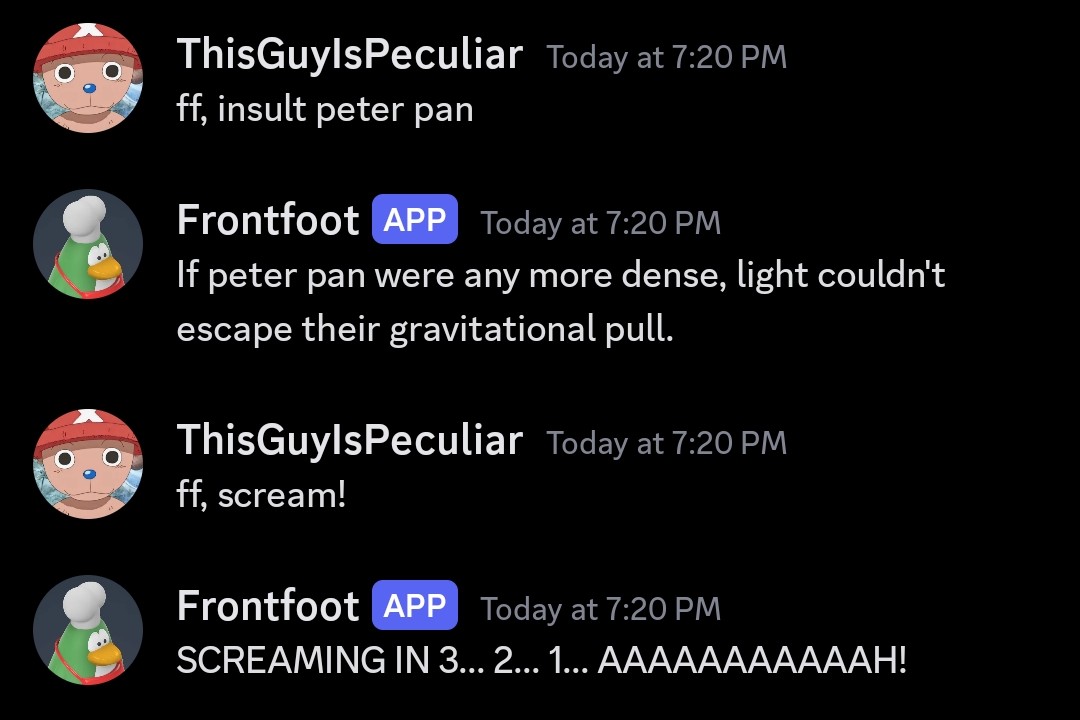 ThisGuyIsPeculiar Today at 7:20 PM
ff, insult peter pan
Frontfoot APP Today at 7:20 PM
If peter pan were any more dense, light couldn't
escape their gravitational pull.
ThisGuyIsPeculiar Today at 7:20 PM
ff, scream!
Frontfoot APP Today at 7:20 PM
SCREAMING IN 3... 2... 1... AAAAAAAAAAAH!